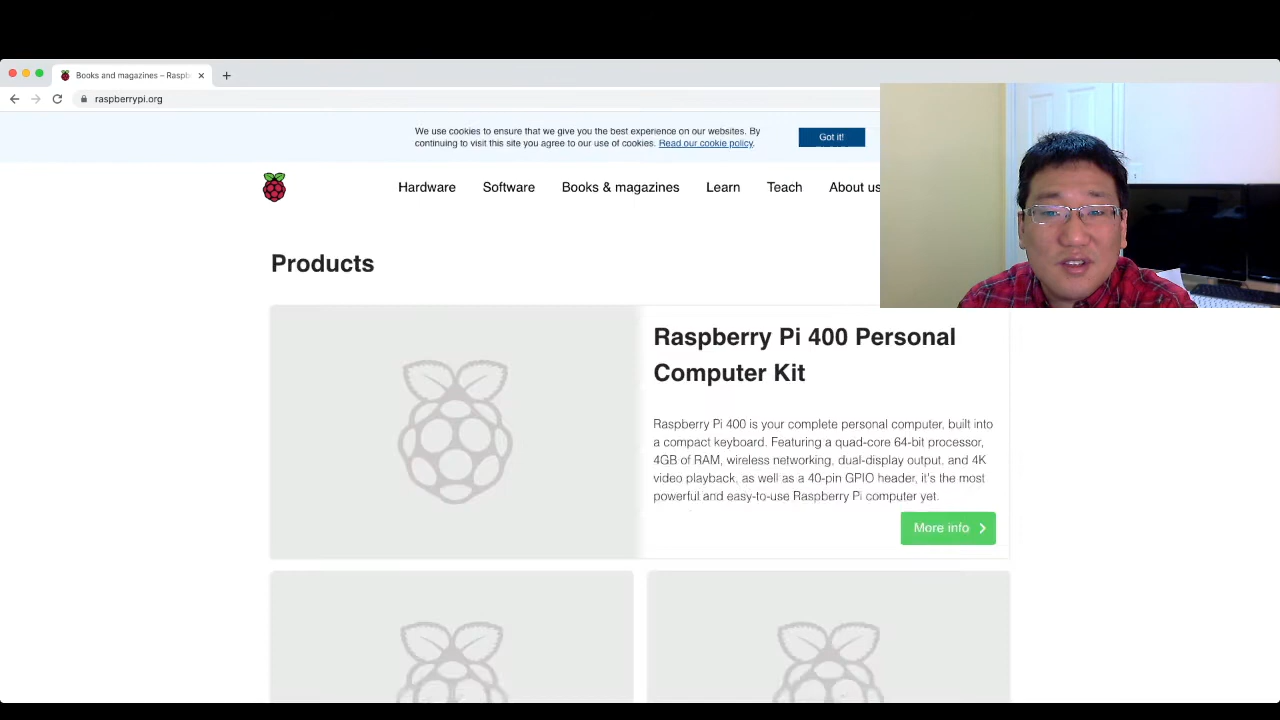 Books and magazines – Raspb
raspberrypi.org
We use cookies to ensure that we give you the best experience on our websites. By
continuing to visit this site you agree to our use of cookies. Read our cookie policy.
Got it!
Hardware
Software
Books & magazines
Learn
Teach
About us
Products
Raspberry Pi 400 Personal
Computer Kit
Raspberry Pi 400 is your complete personal computer, built into
a compact keyboard. Featuring a quad-core 64-bit processor,
4GB of RAM, wireless networking, dual-display output, and 4K
video playback, as well as a 40-pin GPIO header, it's the most
powerful and easy-to-use Raspberry Pi computer yet.
More info